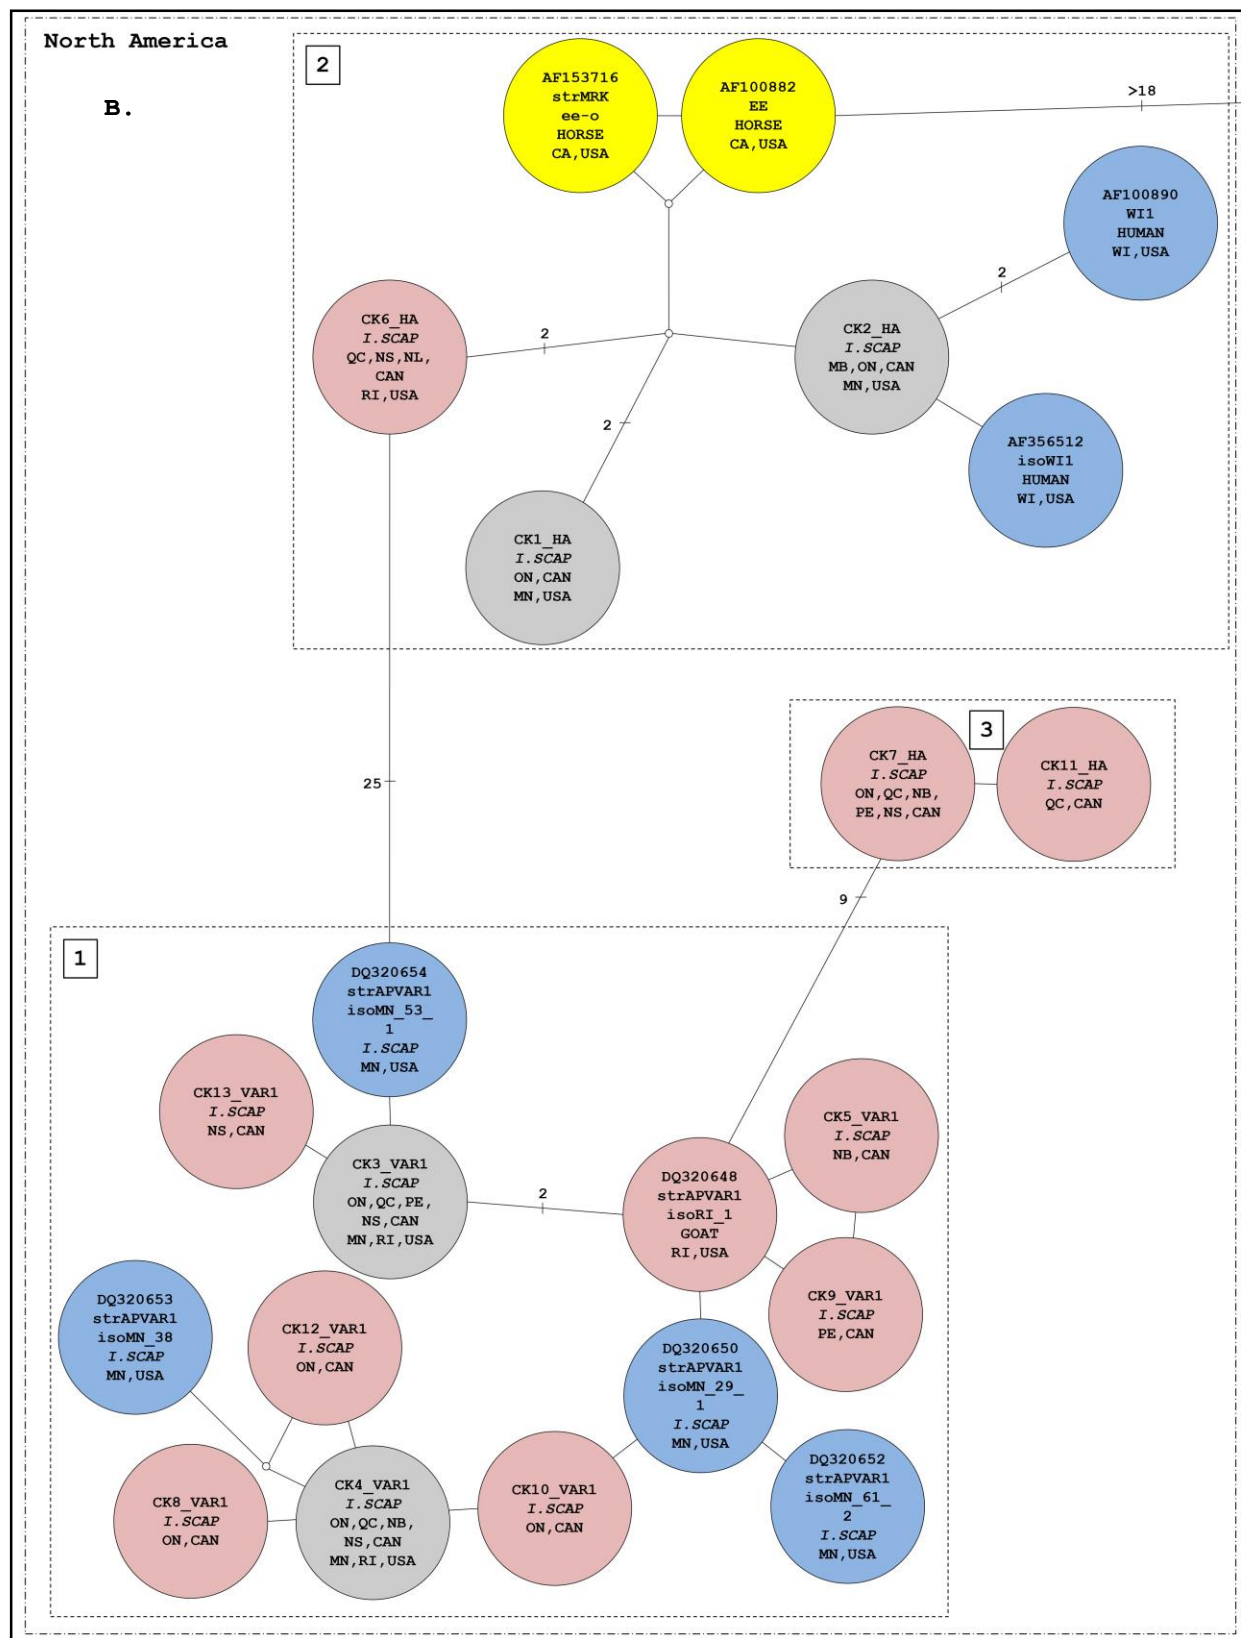 North America
B.
2
AF153716
strMRK
ee-o
HORSE
CA,USA
AF100882
EE
HORSE
CA,USA
>18
AF100890
WI1
HUMAN
WI,USA
2
CK6_HA
I.SCAP
QC,NS,NL,
CAN
RI,USA
2
CK2_HA
I.SCAP
MB,ON,CAN
MN,USA
2
AF356512
isoWI1
HUMAN
WI,USA
CK1_HA
I.SCAP
ON,CAN
MN,USA
25
3
CK7_HA
I.SCAP
ON,QC,NB,
PE,NS,CAN
CK11_HA
I.SCAP
QC,CAN
9
1
DQ320654
strAPVAR1
isoMN_53_
1
I.SCAP
MN,USA
CK13_VAR1
I.SCAP
NS,CAN
CK3_VAR1
I.SCAP
ON,QC,PE,
NS,CAN
MN,RI,USA
2
DQ320648
strAPVAR1
isoRI_1
GOAT
RI,USA
CK5_VAR1
I.SCAP
NB,CAN
CK9_VAR1
I.SCAP
PE,CAN
DQ320653
strAPVAR1
isoMN_38
I.SCAP
MN,USA
CK12_VAR1
I.SCAP
ON,CAN
DQ320650
strAPVAR1
isoMN_29_
1
I.SCAP
MN,USA
CK8_VAR1
I.SCAP
ON,CAN
CK4_VAR1
I.SCAP
ON,QC,NB,
NS,CAN
MN,RI,USA
CK10_VAR1
I.SCAP
ON,CAN
DQ320652
strAPVAR1
isoMN_61_
2
I.SCAP
MN,USA